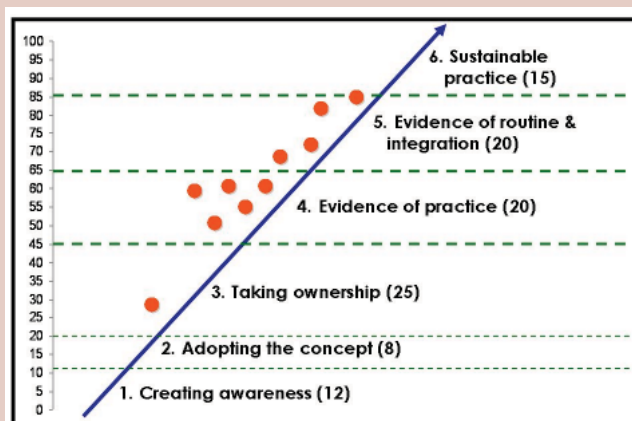 100
95
90
85
80
75
70
65
60
55
50
45
40
35
30
25
20
15
10
5
0
6. Sustainable
practice (15)
5. Evidence of routine &
integration (20)
4. Evidence of practice (20)
3. Taking ownership (25)
2. Adopting the concept (8)
1. Creating awareness (12)